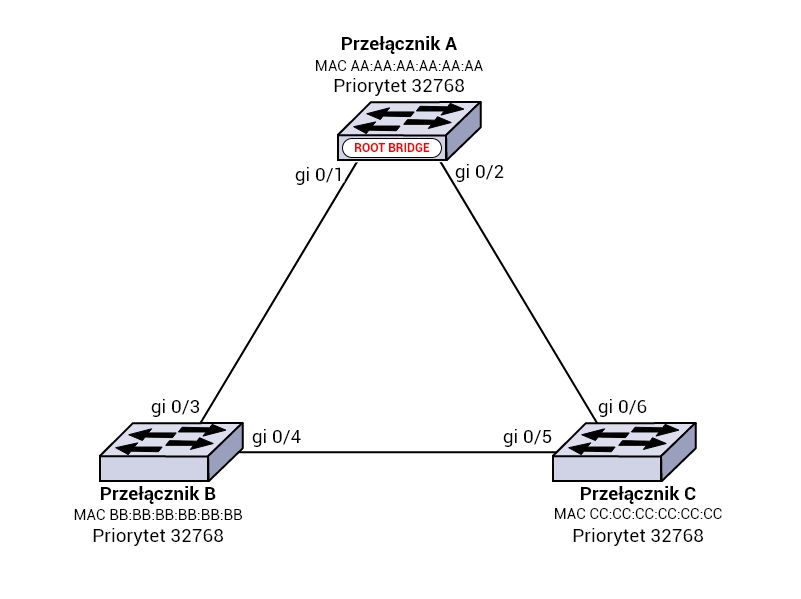 Przełącznik A
MAC AA:AA:AA:AA:AA:AA
Priorytet 32768
ROOT BRIDGE
gi 0/1
gi 0/2
gi 0/3
gi 0/6
gi 0/4
gi 0/5
Przełącznik B
MAC BB:BB:BB:BB:BB:BB
Priorytet 32768
Przełącznik C
MAC CC:CC:CC:CC:CC:CC
Priorytet 32768